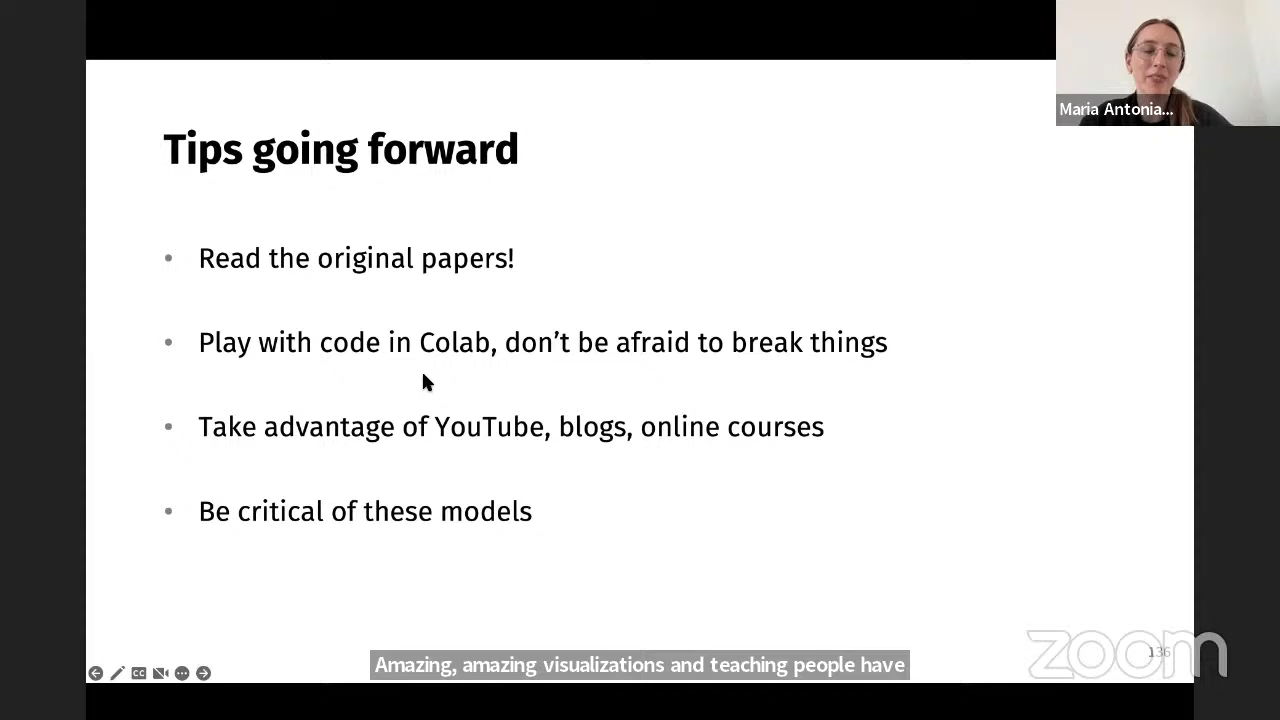 Maria Antonia...
Tips going forward
• Read the original papers!
• Play with code in Colab, don't be afraid to break things
• Take advantage of YouTube, blogs, online courses
• Be critical of these models
Amazing, amazing visualizations and teaching people have
zoom
136